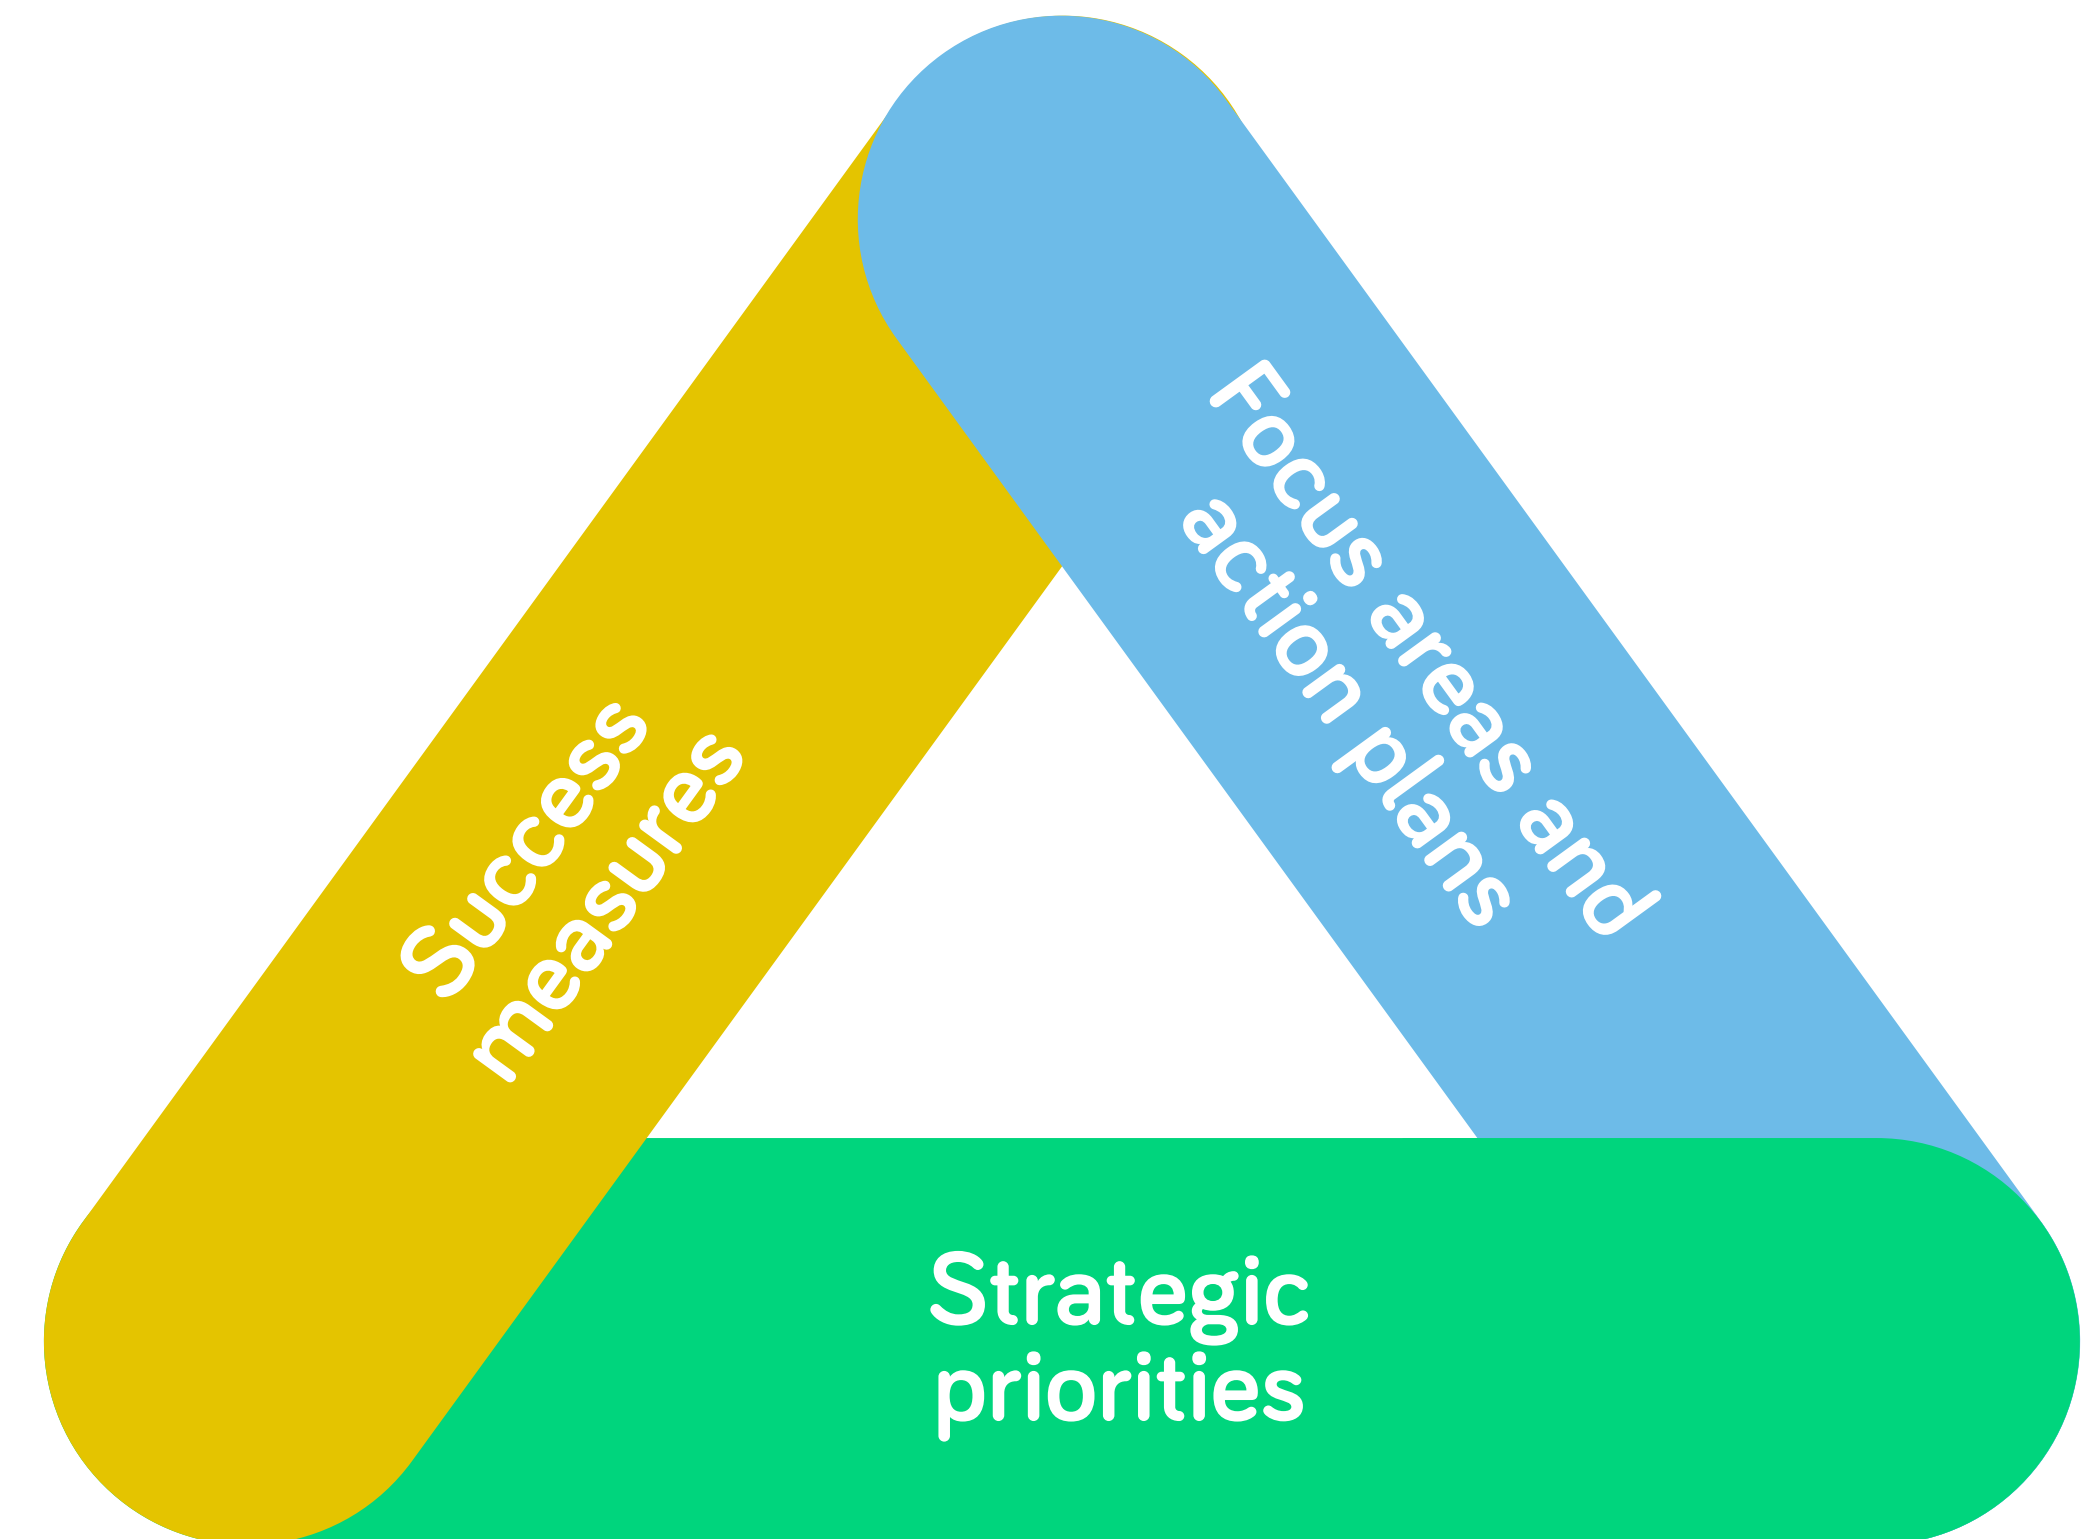 Success
measures
Focus areas and
action plans
Strategic
priorities